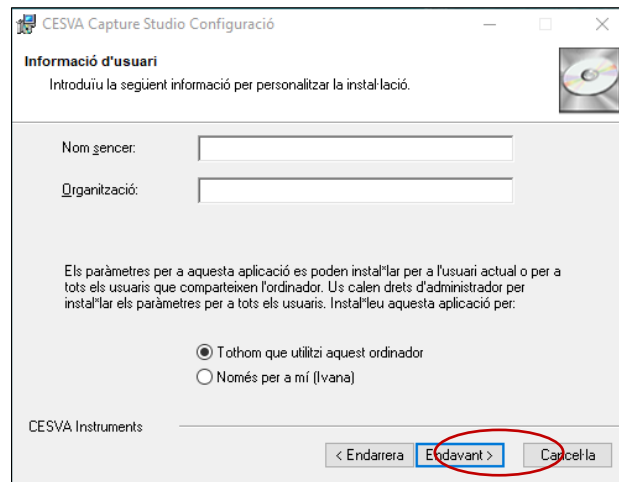 CESVA Capture Studio Configuració
Informació d'usuari
Introduïu la següent informació per personalitzar la instal·lació.
Nom sencer:
Organització:
Els paràmetres per a aquesta aplicació es poden instal"lar per a l'usuari actual o per a
tots els usuaris que comparteixen l'ordinador. Us calen drets d'administrador per
instal"lar els paràmetres per a tots els usuaris. Instal"leu aquesta aplicació per:
Tothom que utilitzi aquest ordinador
Només per a mí (Ivana)
CESVA Instruments
< Endarrera Endavant > Cancel·la